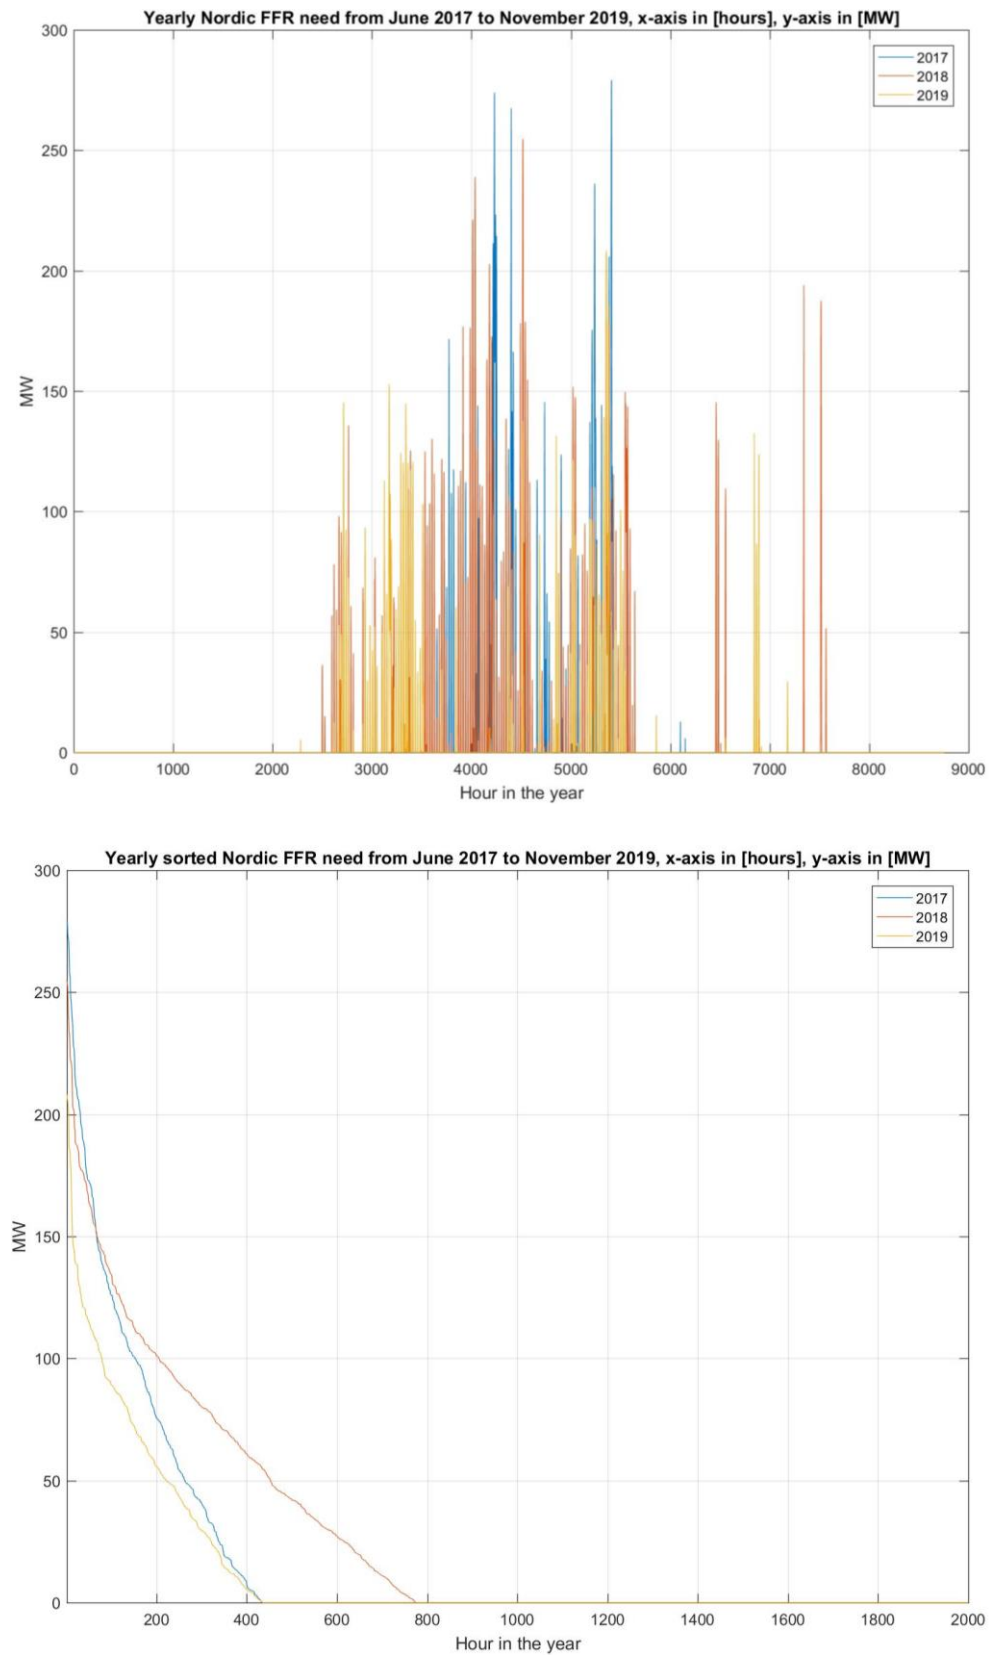 Yearly Nordic FFR need from June 2017 to November 2019, x-axis in [hours], y-axis in [MW]
300
250
200
150
100
50
0
MW
2017
2018
2019
0 1000 2000 3000 4000 5000 6000 7000 8000 9000
Hour in the year
Yearly sorted Nordic FFR need from June 2017 to November 2019, x-axis in [hours], y-axis in [MW]
300
250
200
150
100
50
0
MW
2017
2018
2019
200 400 600 800 1000 1200 1400 1600 1800 2000
Hour in the year